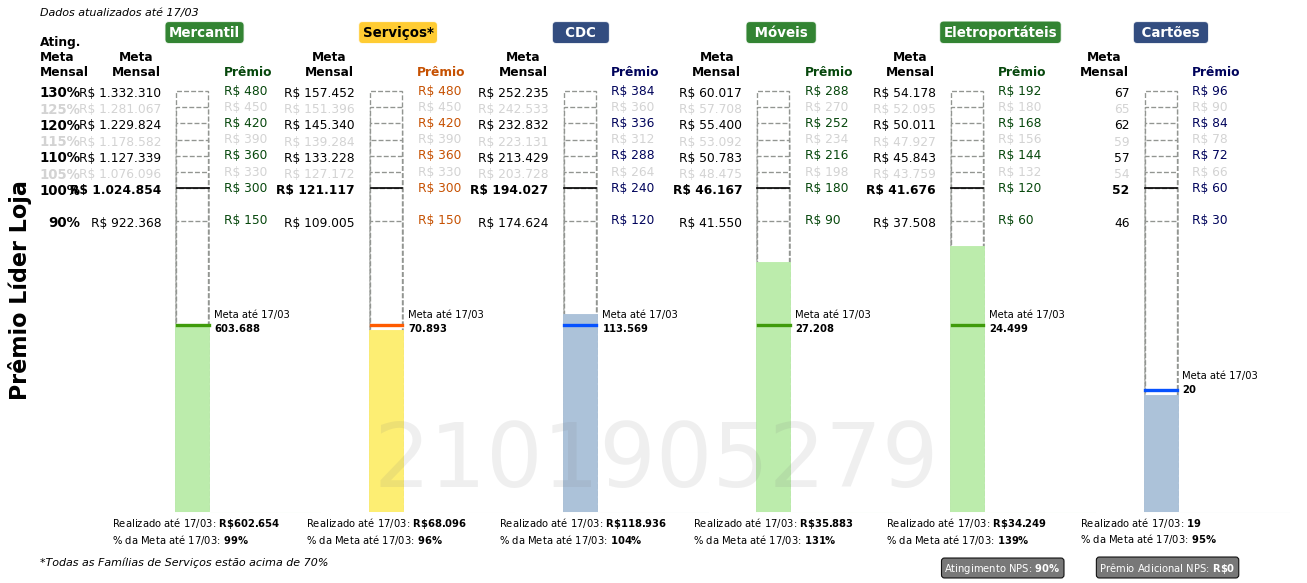 Dados atualizados até 17/03
Mercantil Serviços* CDC Móveis Eletroportáteis Cartões
Ating. Meta Mensal
Meta Mensal Prêmio Meta Mensal Prêmio Meta Mensal Prêmio Meta Mensal Prêmio Meta Mensal Prêmio Meta Mensal Prêmio
130% R$ 1.332.310 R$ 480 R$ 157.452 R$ 480 R$ 252.235 R$ 384 R$ 60.017 R$ 288 R$ 54.178 R$ 192 67 R$ 96
125% R$ 1.281.067 R$ 450 R$ 151.396 R$ 450 R$ 242.533 R$ 360 R$ 57.708 R$ 270 R$ 52.095 R$ 180 65 R$ 90
120% R$ 1.229.824 R$ 420 R$ 145.340 R$ 420 R$ 232.832 R$ 336 R$ 55.400 R$ 252 R$ 50.011 R$ 168 62 R$ 84
115% R$ 1.178.582 R$ 390 R$ 139.284 R$ 390 R$ 223.131 R$ 312 R$ 53.092 R$ 234 R$ 47.927 R$ 156 59 R$ 78
110% R$ 1.127.339 R$ 360 R$ 133.228 R$ 360 R$ 213.429 R$ 288 R$ 50.783 R$ 216 R$ 45.843 R$ 144 57 R$ 72
105% R$ 1.076.096 R$ 330 R$ 127.172 R$ 330 R$ 203.728 R$ 264 R$ 48.475 R$ 198 R$ 43.759 R$ 132 54 R$ 66
100% R$ 1.024.854 R$ 300 R$ 121.117 R$ 300 R$ 194.027 R$ 240 R$ 46.167 R$ 180 R$ 41.676 R$ 120 52 R$ 60
90% R$ 922.368 R$ 150 R$ 109.005 R$ 150 R$ 174.624 R$ 120 R$ 41.550 R$ 90 R$ 37.508 R$ 60 46 R$ 30
Prêmio Líder Loja
Meta até 17/03 Meta até 17/03 Meta até 17/03 Meta até 17/03 Meta até 17/03
603.688 70.893 113.569 27.208 24.499
Meta até 17/03
20
2101905279
Realizado até 17/03: R$602.654 Realizado até 17/03: R$68.096 Realizado até 17/03: R$118.936 Realizado até 17/03: R$35.883 Realizado até 17/03: R$34.249 Realizado até 17/03: 19
% da Meta até 17/03: 99% % da Meta até 17/03: 96% % da Meta até 17/03: 104% % da Meta até 17/03: 131% % da Meta até 17/03: 139% % da Meta até 17/03: 95%
*Todas as Famílias de Serviços estão acima de 70%
Atingimento NPS: 90% Prêmio Adicional NPS: R$0